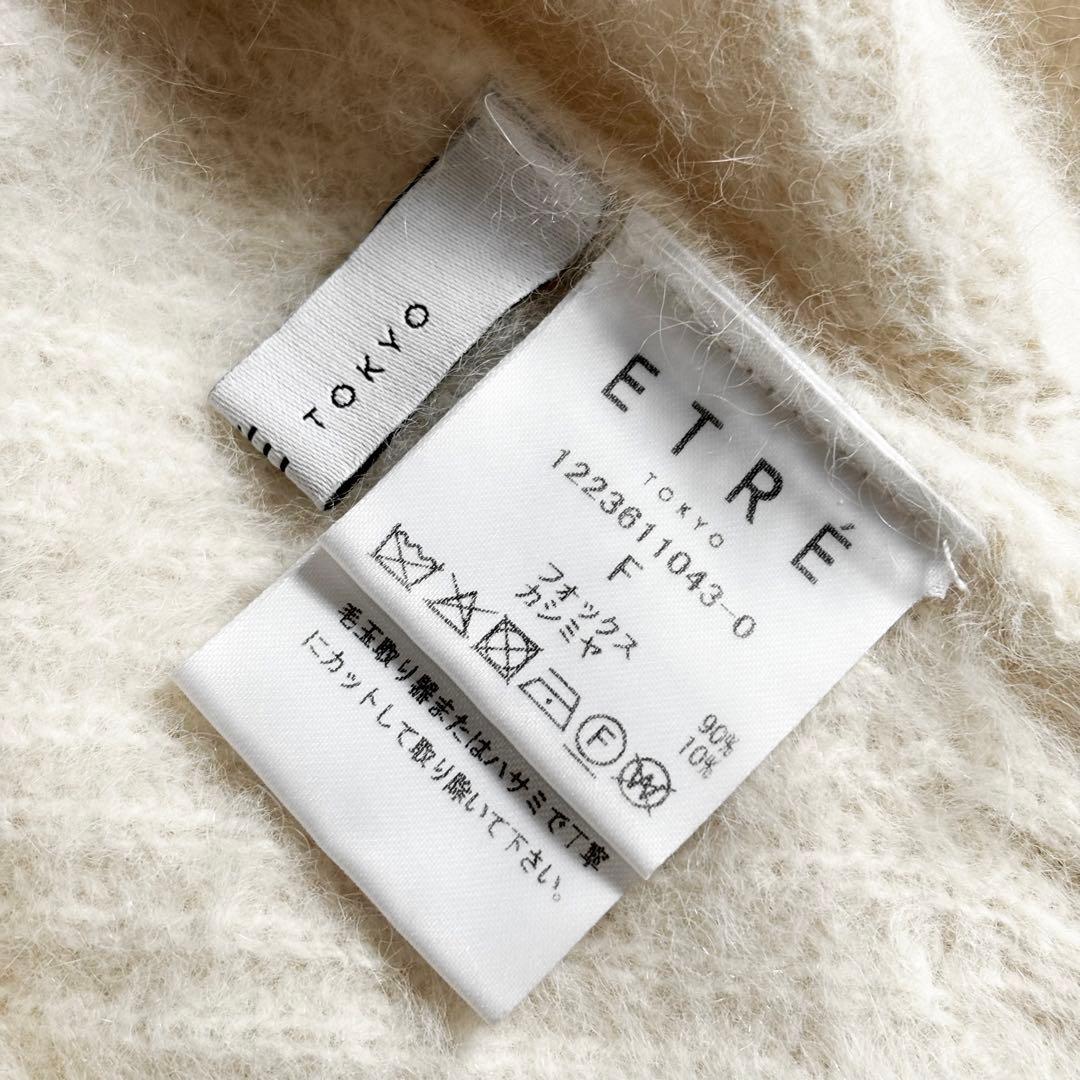 TOKYO
ETRÉ
TOKYO
1223611043-0
F
フォックス 90%
カシミヤ 10%
F
W
毛玉取り器またはハサミで丁寧
にカットして取り除いて下さい。